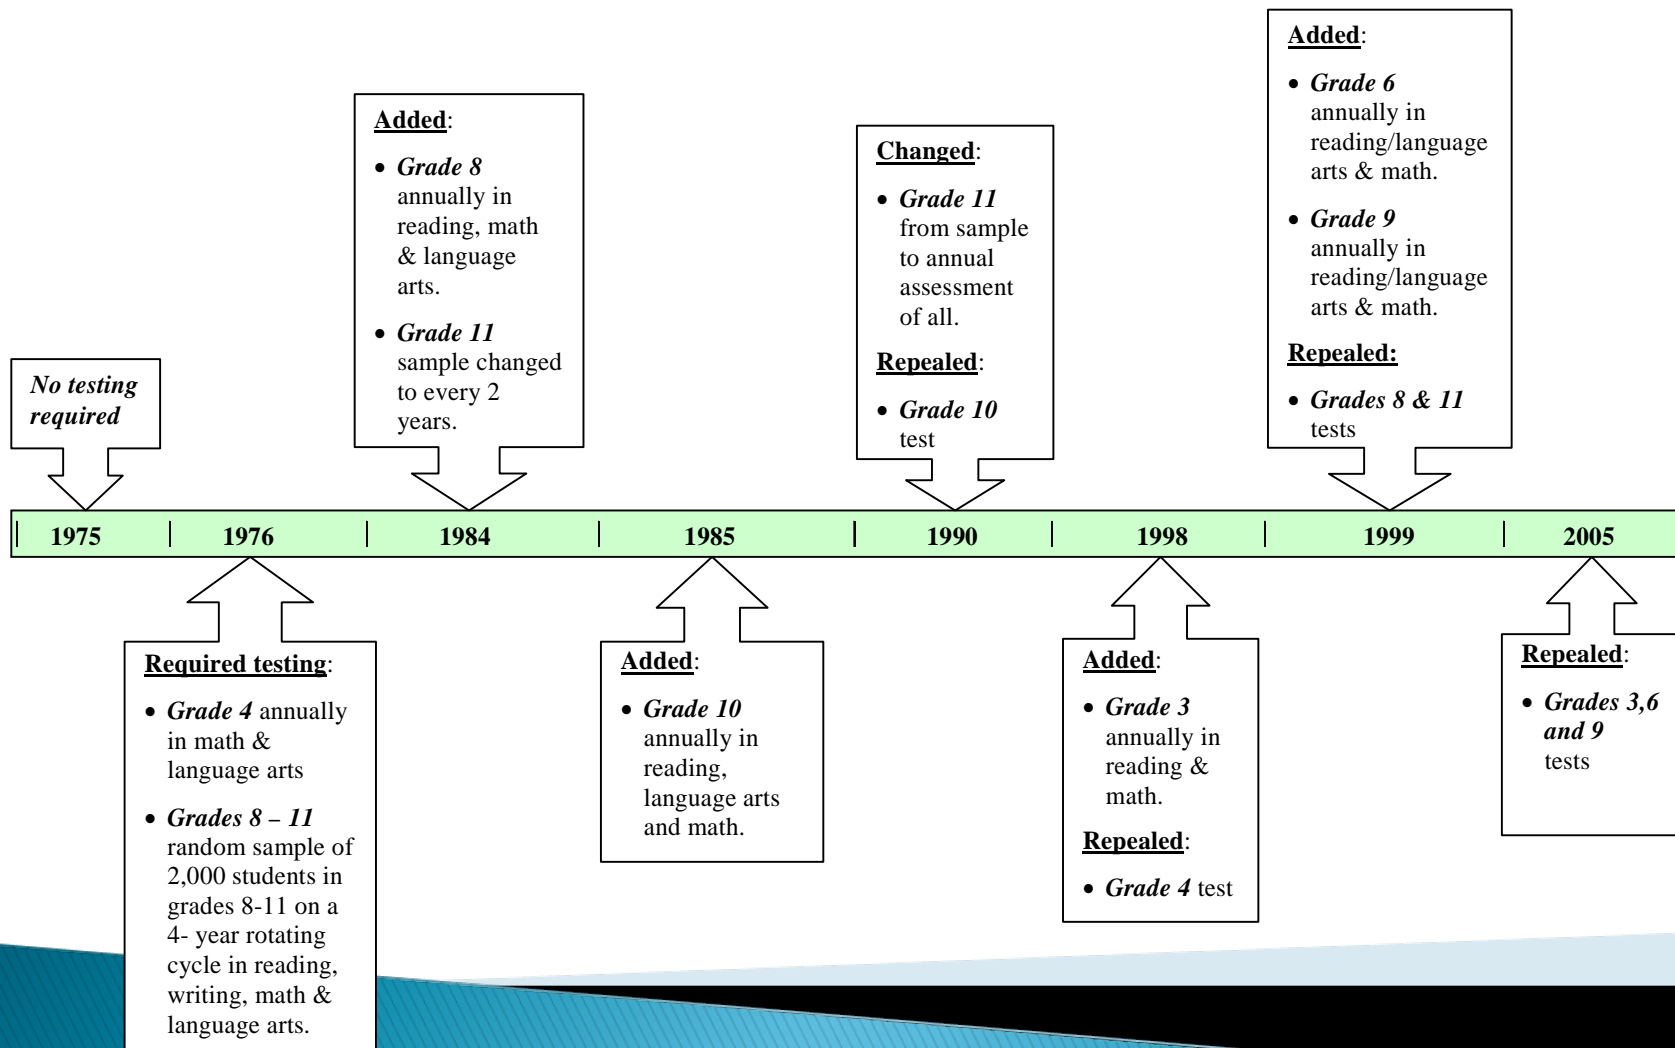 No testing
required
Added:
• Grade 8
annually in
reading, math
& language
arts.
• Grade 11
sample changed
to every 2
years.
Changed:
• Grade 11
from sample
to annual
assessment
of all.
Repealed:
• Grade 10
test
Added:
• Grade 6
annually in
reading/language
arts & math.
• Grade 9
annually in
reading/language
arts & math.
Repealed:
• Grades 8 & 11
tests
1975 1976 1984 1985 1990 1998 1999 2005
Required testing:
• Grade 4 annually
in math &
language arts
• Grades 8 – 11
random sample of
2,000 students in
grades 8-11 on a
4- year rotating
cycle in reading,
writing, math &
language arts.
Added:
• Grade 10
annually in
reading,
language arts
and math.
Added:
• Grade 3
annually in
reading &
math.
Repealed:
• Grade 4 test
Repealed:
• Grades 3,6
and 9
tests